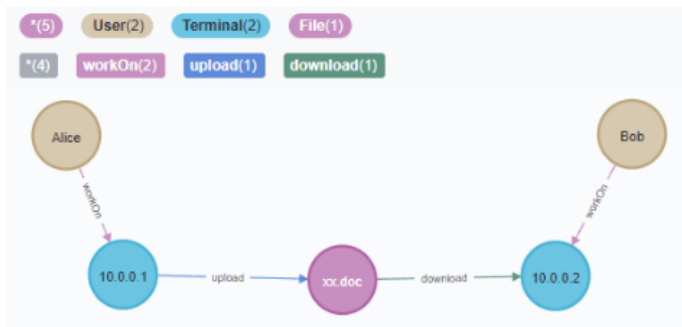 *(5) User(2) Terminal(2) File(1)
*(4) workOn(2) upload(1) download(1)
Alice
Bob
workOn
workOn
10.0.0.1
upload
xx.doc
download
10.0.0.2